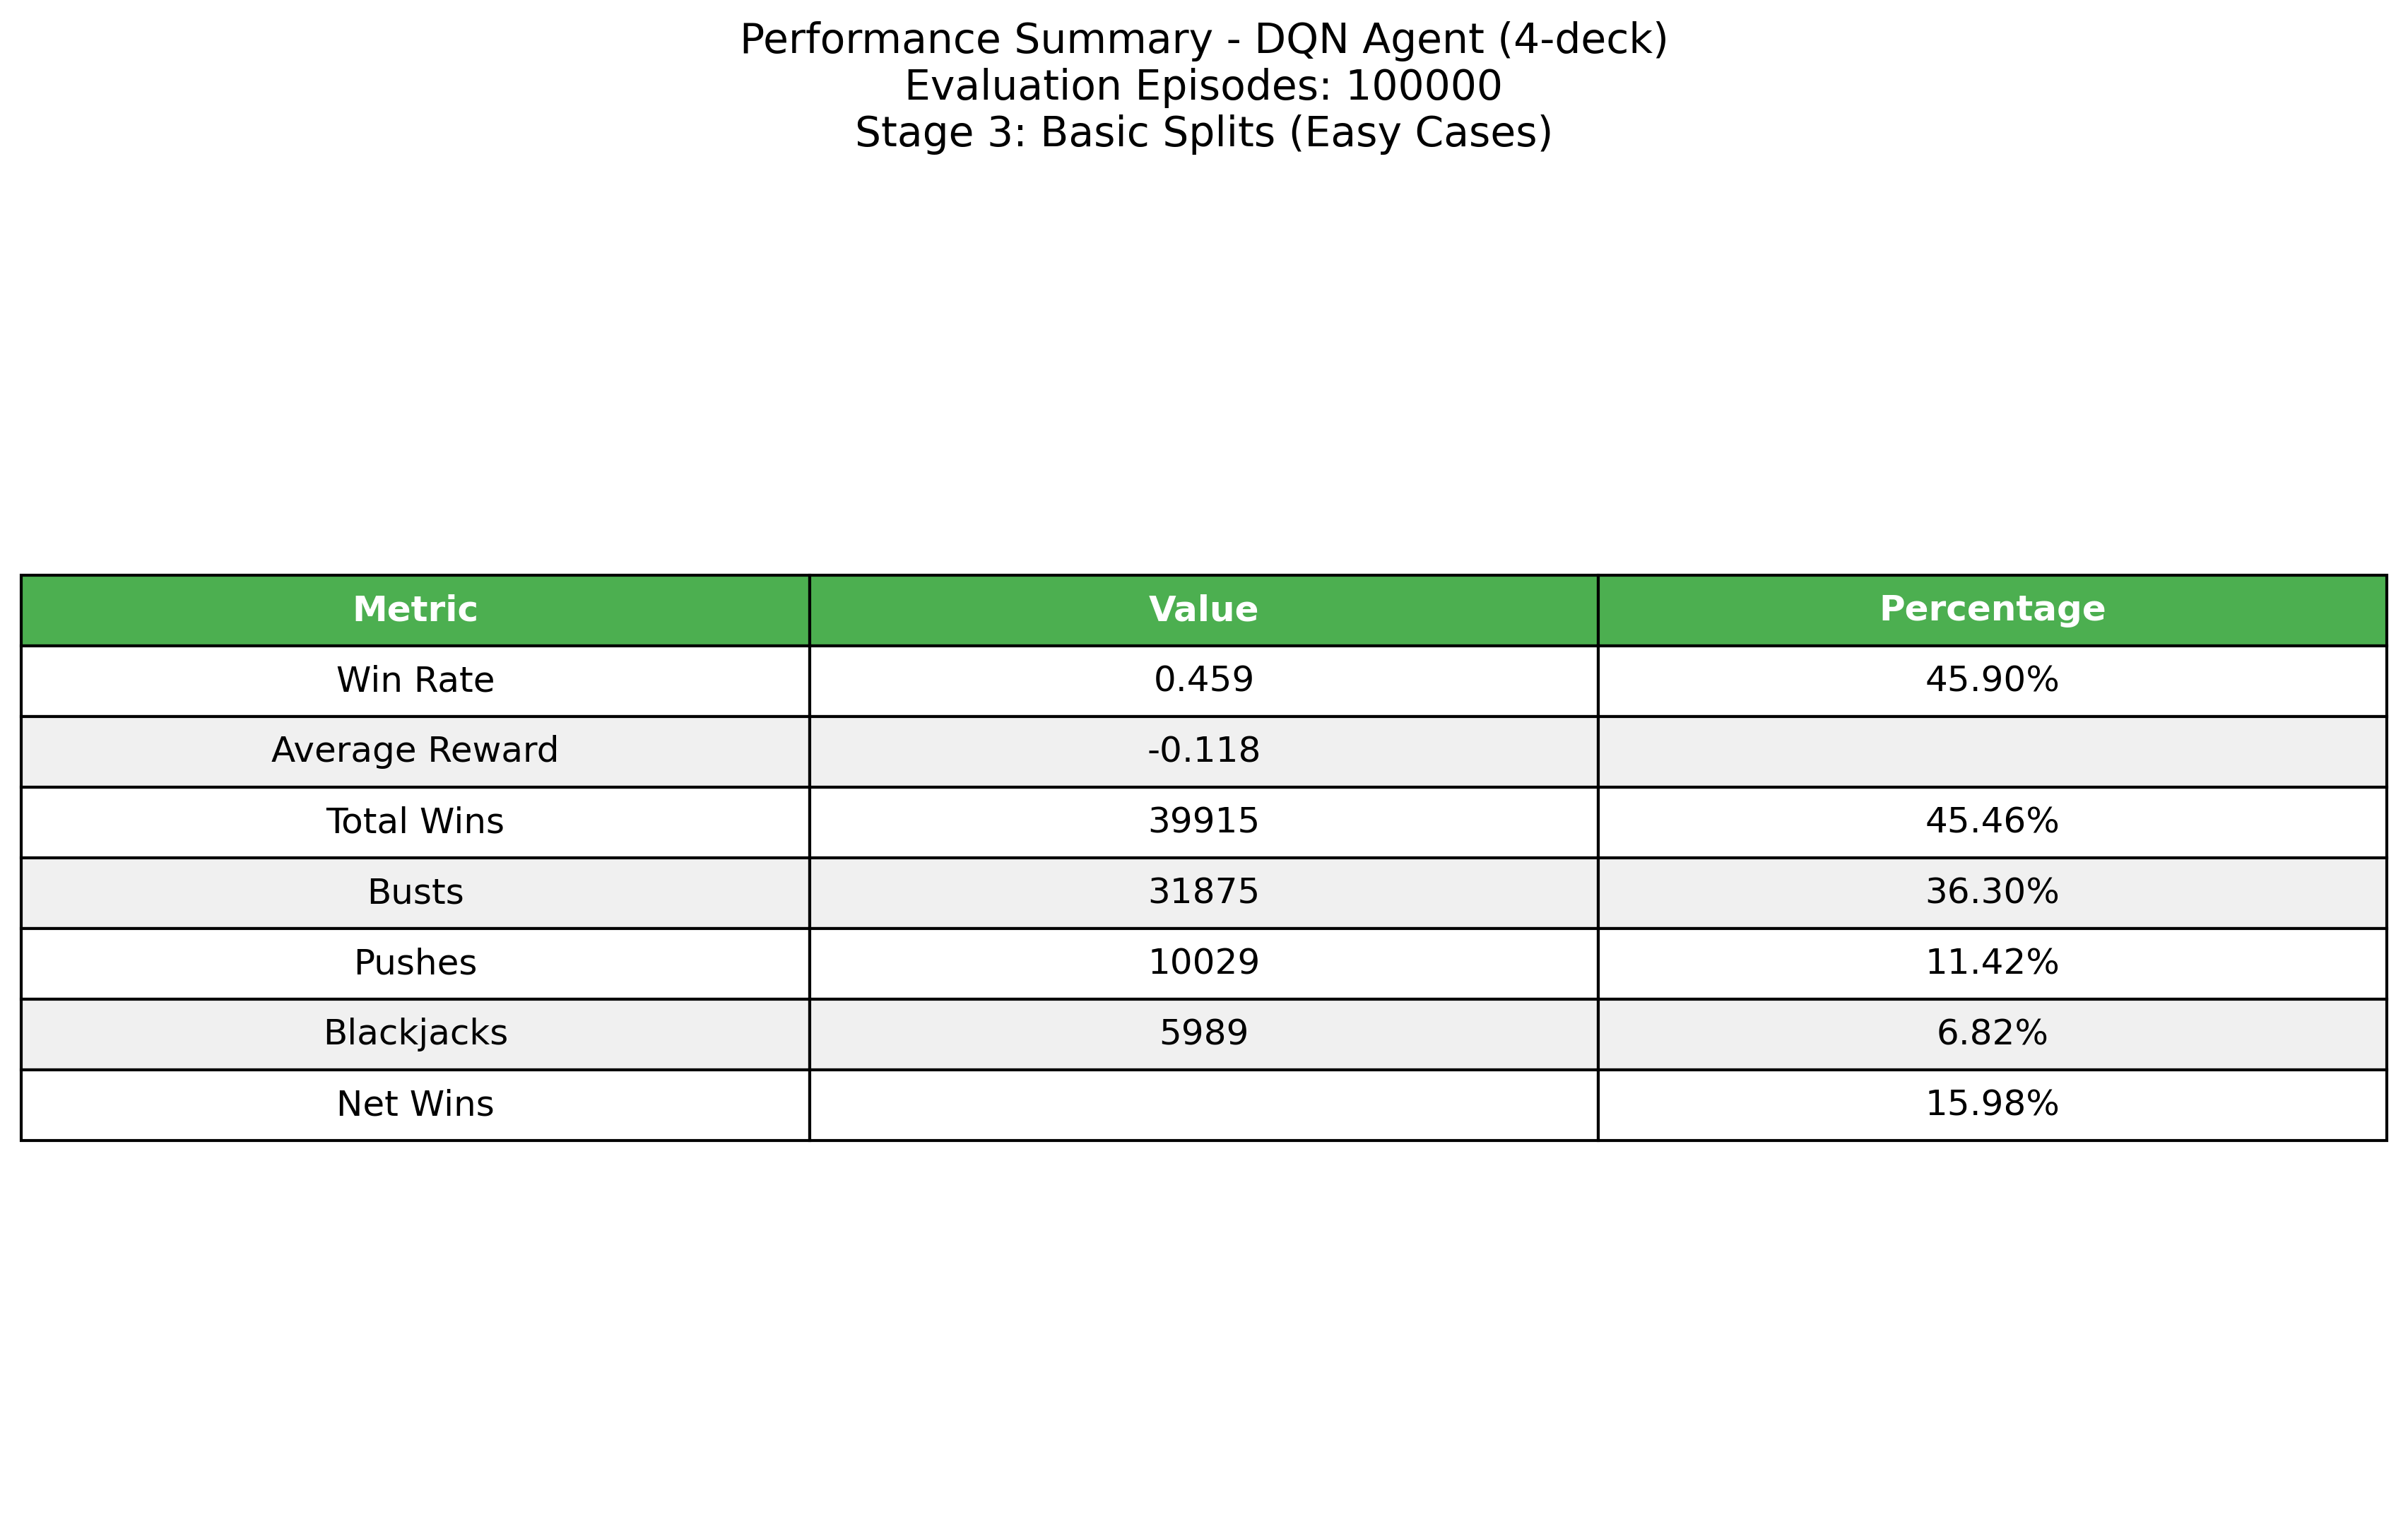 Performance Summary - DQN Agent (4-deck)
Evaluation Episodes: 100000
Stage 3: Basic Splits (Easy Cases)
Metric Value Percentage
Win Rate 0.459 45.90%
Average Reward -0.118
Total Wins 39915 45.46%
Busts 31875 36.30%
Pushes 10029 11.42%
Blackjacks 5989 6.82%
Net Wins 15.98%